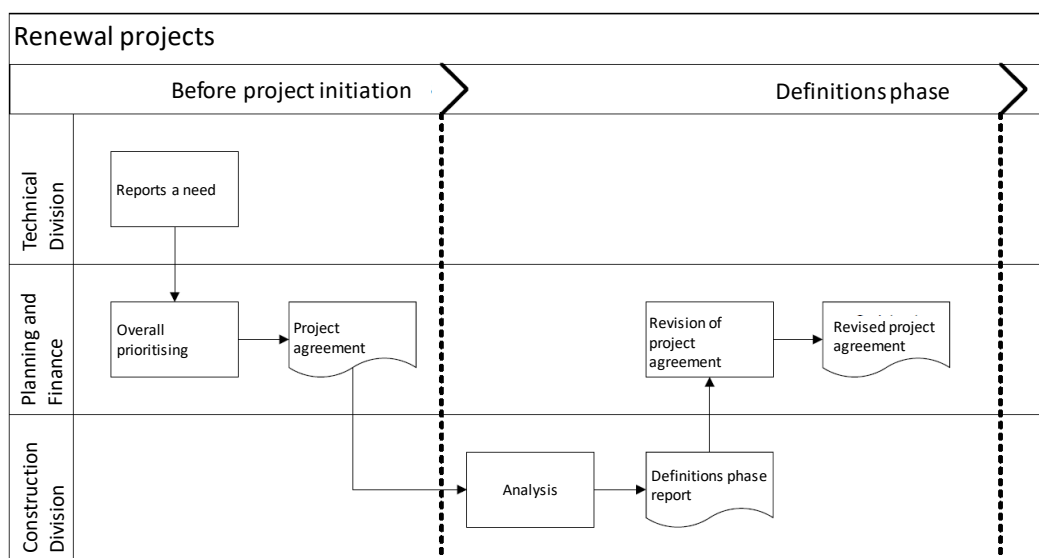 Renewal projects
Before project initiation
Definitions phase
Technical
Division
Reports a need
Planning and
Finance
Overall
prioritising
Project
agreement
Revision of
project
agreement
Revised project
agreement
Construction
Division
Analysis
Definitions phase
report